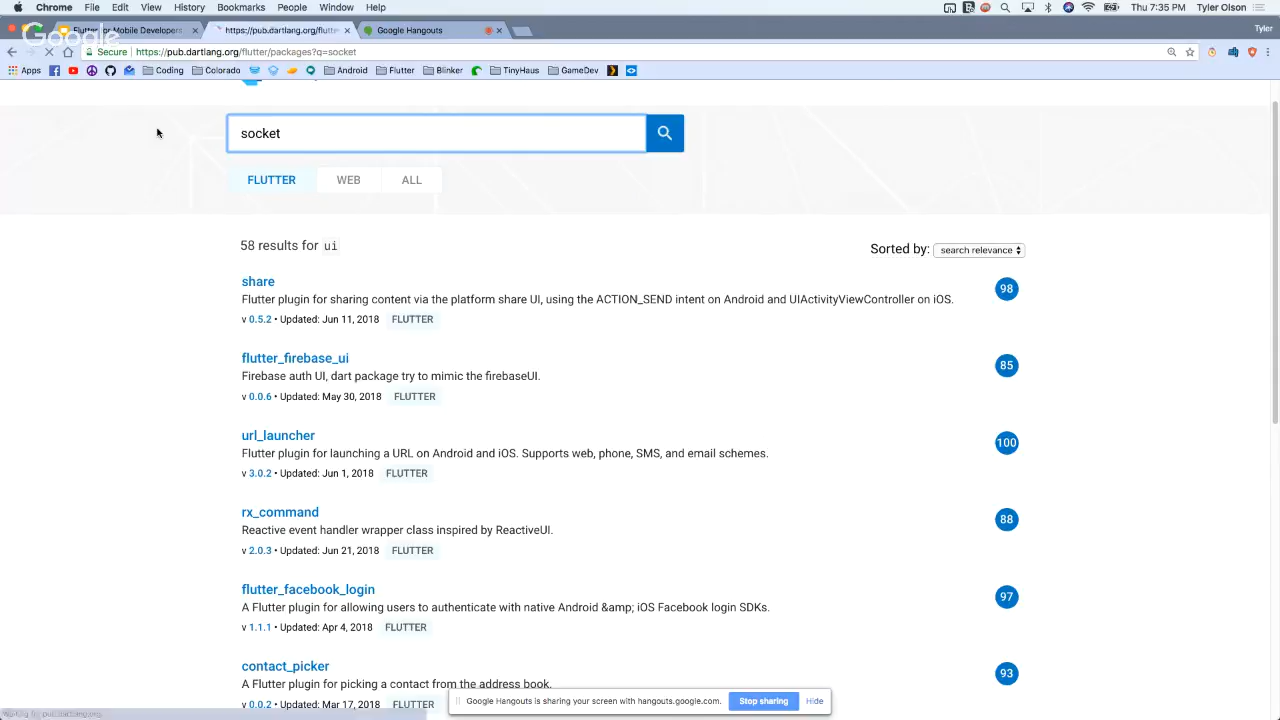 Chrome File Edit View History Bookmarks People Window Help Thu 7:35 PM Tyler Olson
Google
Flutter for Mobile Developers https://pub.dartlang.org/flutte Google Hangouts Tyler
Secure https://pub.dartlang.org/flutter/packages?q=socket
Apps Coding Colorado Android Flutter Blinker TinyHaus GameDev
socket
FLUTTER WEB ALL
58 results for ui Sorted by: search relevance
share 98
Flutter plugin for sharing content via the platform share UI, using the ACTION_SEND intent on Android and UIActivityViewController on iOS.
v 0.5.2 • Updated: Jun 11, 2018 FLUTTER
flutter_firebase_ui 85
Firebase auth UI, dart package try to mimic the firebaseUI.
v 0.0.6 • Updated: May 30, 2018 FLUTTER
url_launcher 100
Flutter plugin for launching a URL on Android and iOS. Supports web, phone, SMS, and email schemes.
v 3.0.2 • Updated: Jun 1, 2018 FLUTTER
rx_command 88
Reactive event handler wrapper class inspired by ReactiveUI.
v 2.0.3 • Updated: Jun 21, 2018 FLUTTER
flutter_facebook_login 97
A Flutter plugin for allowing users to authenticate with native Android &amp; iOS Facebook login SDKs.
v 1.1.1 • Updated: Apr 4, 2018 FLUTTER
contact_picker 93
A Flutter plugin for picking a contact from the address book.
v 0.0.2 • Updated: Mar 17, 2018 FLUTTER
Google Hangouts is sharing your screen with hangouts.google.com. Stop sharing Hide
Waiting for pub.dartlang.org...